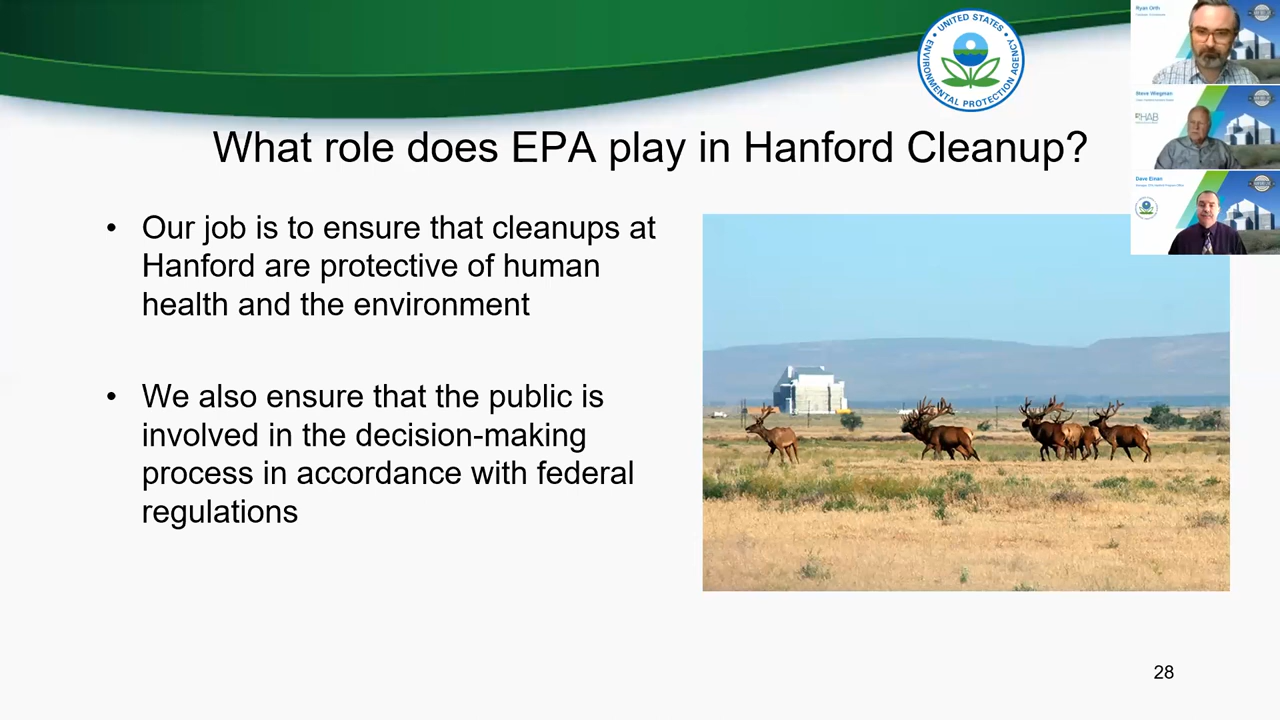 UNITED STATES
ENVIRONMENTAL PROTECTION AGENCY
Ryan Orth
Steve Wiegman
HAB
Dave Einan
What role does EPA play in Hanford Cleanup?
• Our job is to ensure that cleanups at
Hanford are protective of human
health and the environment
• We also ensure that the public is
involved in the decision-making
process in accordance with federal
regulations
28